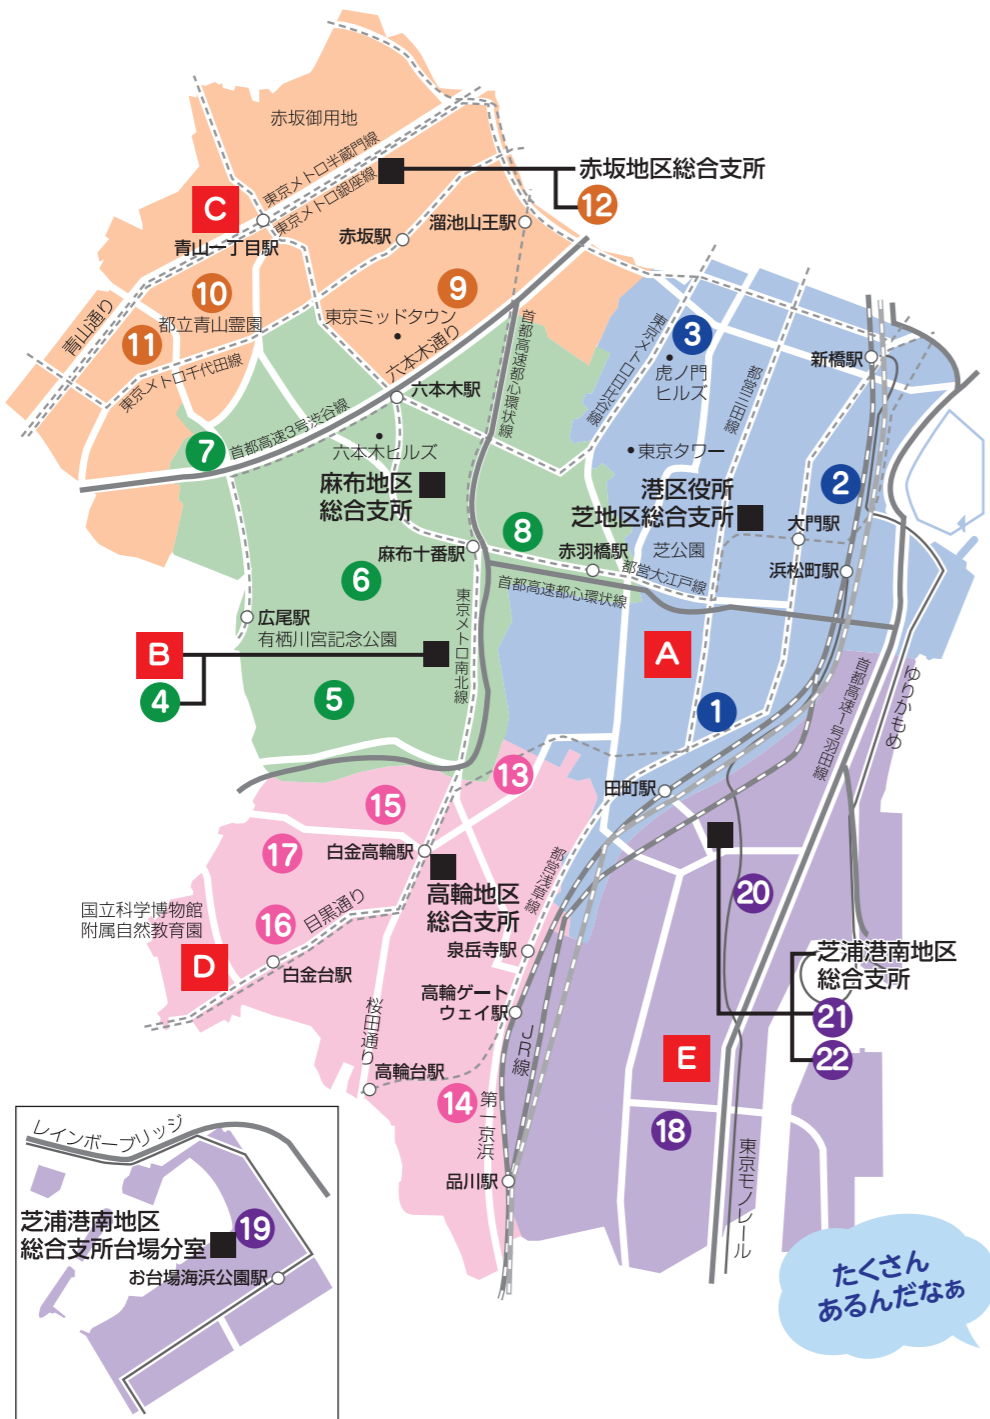 赤坂御用地
東京メトロ半蔵門線
東京メトロ銀座線
赤坂地区総合支所
12
C
青山一丁目駅
赤坂駅
溜池山王駅
10
9
都立青山霊園
東京ミッドタウン
青山通り
11
東京メトロ千代田線
六本木通り
首都高速都心環状線
東京メトロ日比谷線
3
虎ノ門
ヒルズ
都営三田線
新橋駅
六本木駅
7
首都高速3号渋谷線
六本木ヒルズ
東京タワー
麻布地区
総合支所
港区役所
芝地区総合支所
2
大門駅
8
麻布十番駅
赤羽橋駅
芝公園
都営大江戸線
浜松町駅
首都高速都心環状線
6
東京メトロ南北線
広尾駅
有栖川宮記念公園
B
4
5
A
1
首都高速1号羽田線
ゆりかもめ
13
田町駅
15
17
白金高輪駅
高輪地区
総合支所
都営浅草線
20
国立科学博物館
附属自然教育園
16
目黒通り
D
白金台駅
泉岳寺駅
芝浦港南地区
総合支所
21
22
高輪ゲート
ウェイ駅
桜田通り
JR線
E
高輪台駅
14
第一京浜
18
東京モノレール
品川駅
レインボーブリッジ
芝浦港南地区
総合支所台場分室
19
お台場海浜公園駅
たくさん
あるんだなぁ